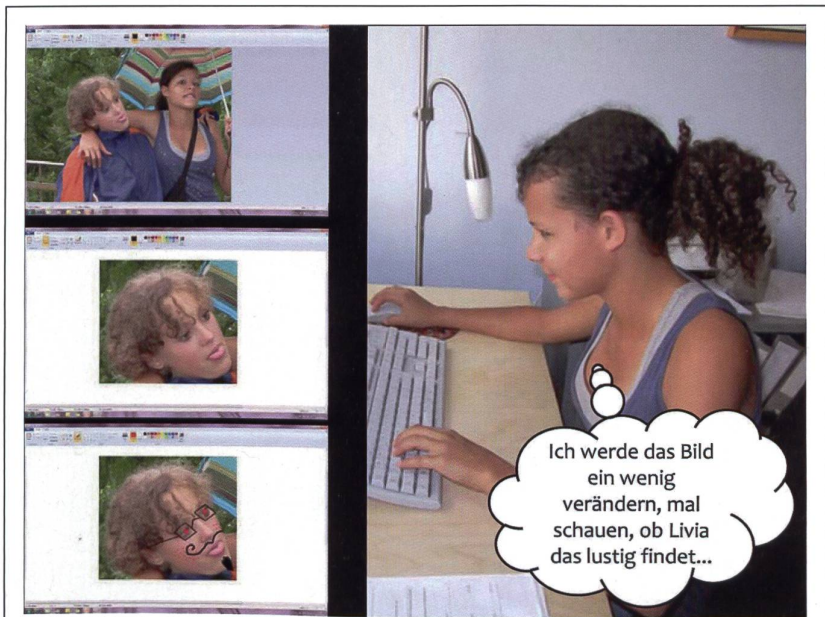 Ich werde das Bild
ein wenig
verändern, mal
schauen, ob Livia
das lustig findet...